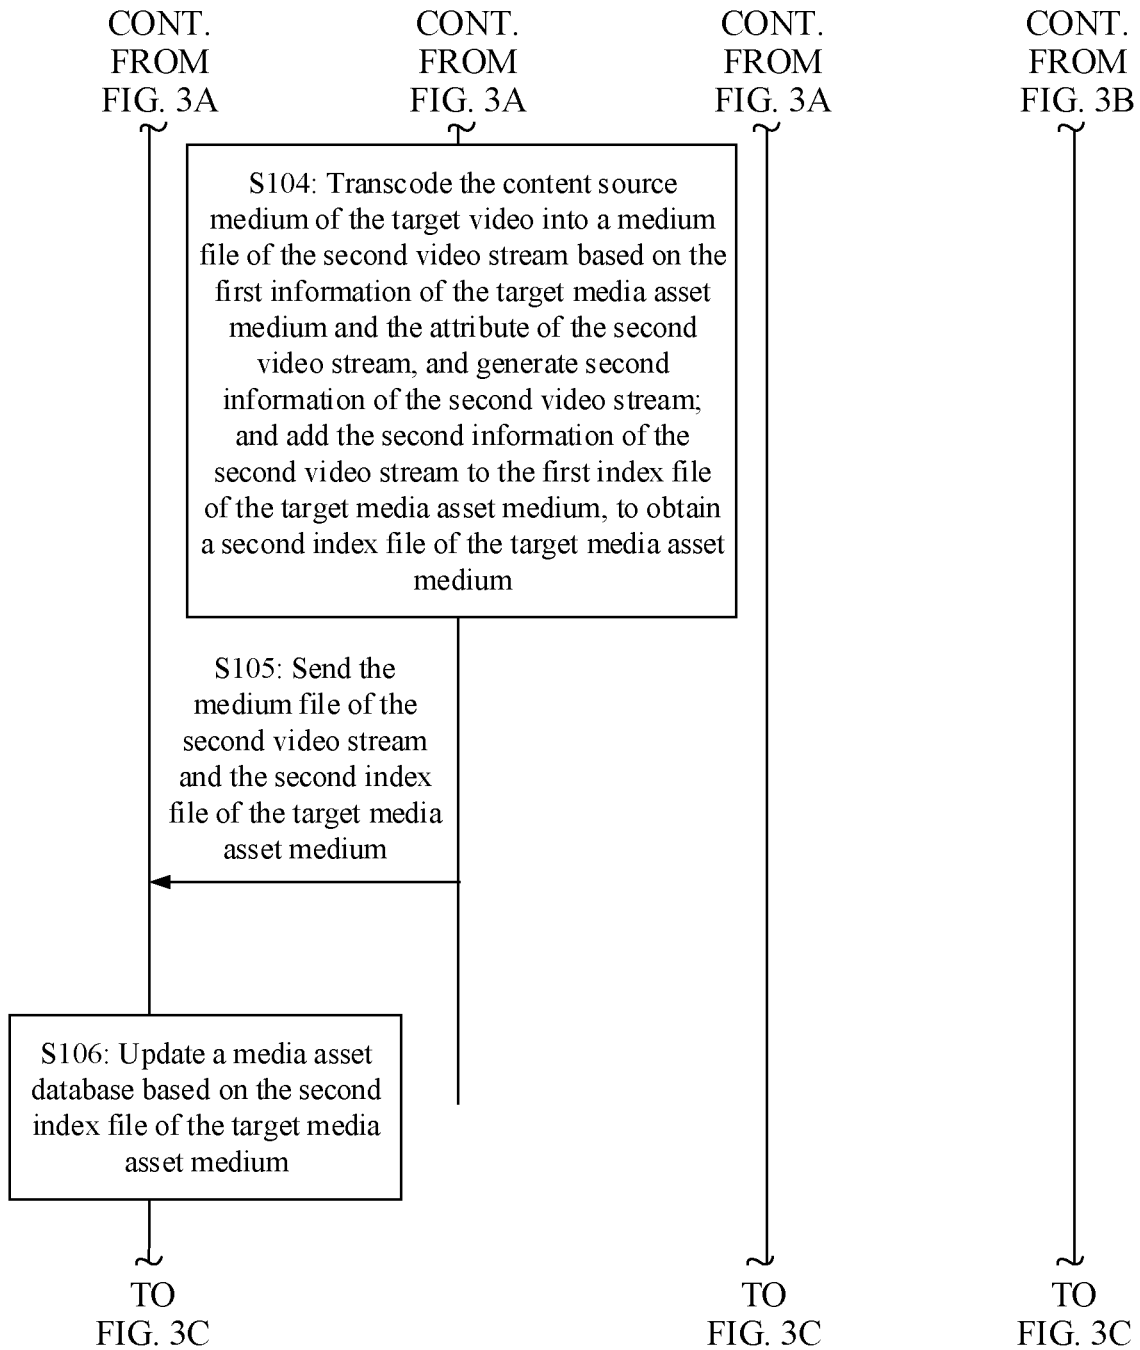 CONT.
FROM
FIG. 3A
CONT.
FROM
FIG. 3A
CONT.
FROM
FIG. 3A
CONT.
FROM
FIG. 3B
S104: Transcode the content source
medium of the target video into a medium
file of the second video stream based on the
first information of the target media asset
medium and the attribute of the second
video stream, and generate second
information of the second video stream;
and add the second information of the
second video stream to the first index file
of the target media asset medium, to obtain
a second index file of the target media asset
medium
S105: Send the
medium file of the
second video stream
and the second index
file of the target media
asset medium
S106: Update a media asset
database based on the second
index file of the target media
asset medium
TO
FIG. 3C
TO
FIG. 3C
TO
FIG. 3C